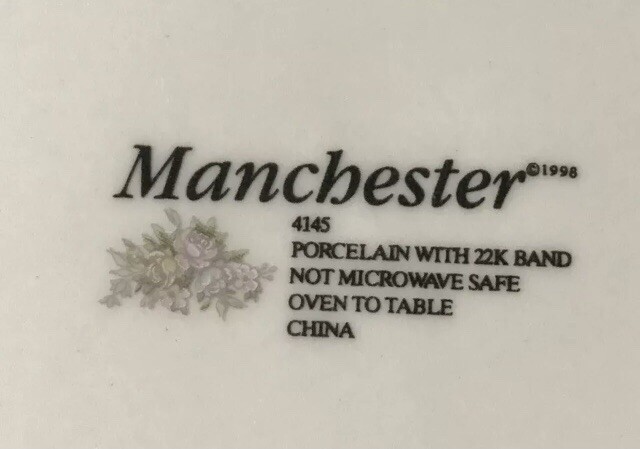 Manchester ©1998
4145
PORCELAIN WITH 22K BAND
NOT MICROWAVE SAFE
OVEN TO TABLE
CHINA